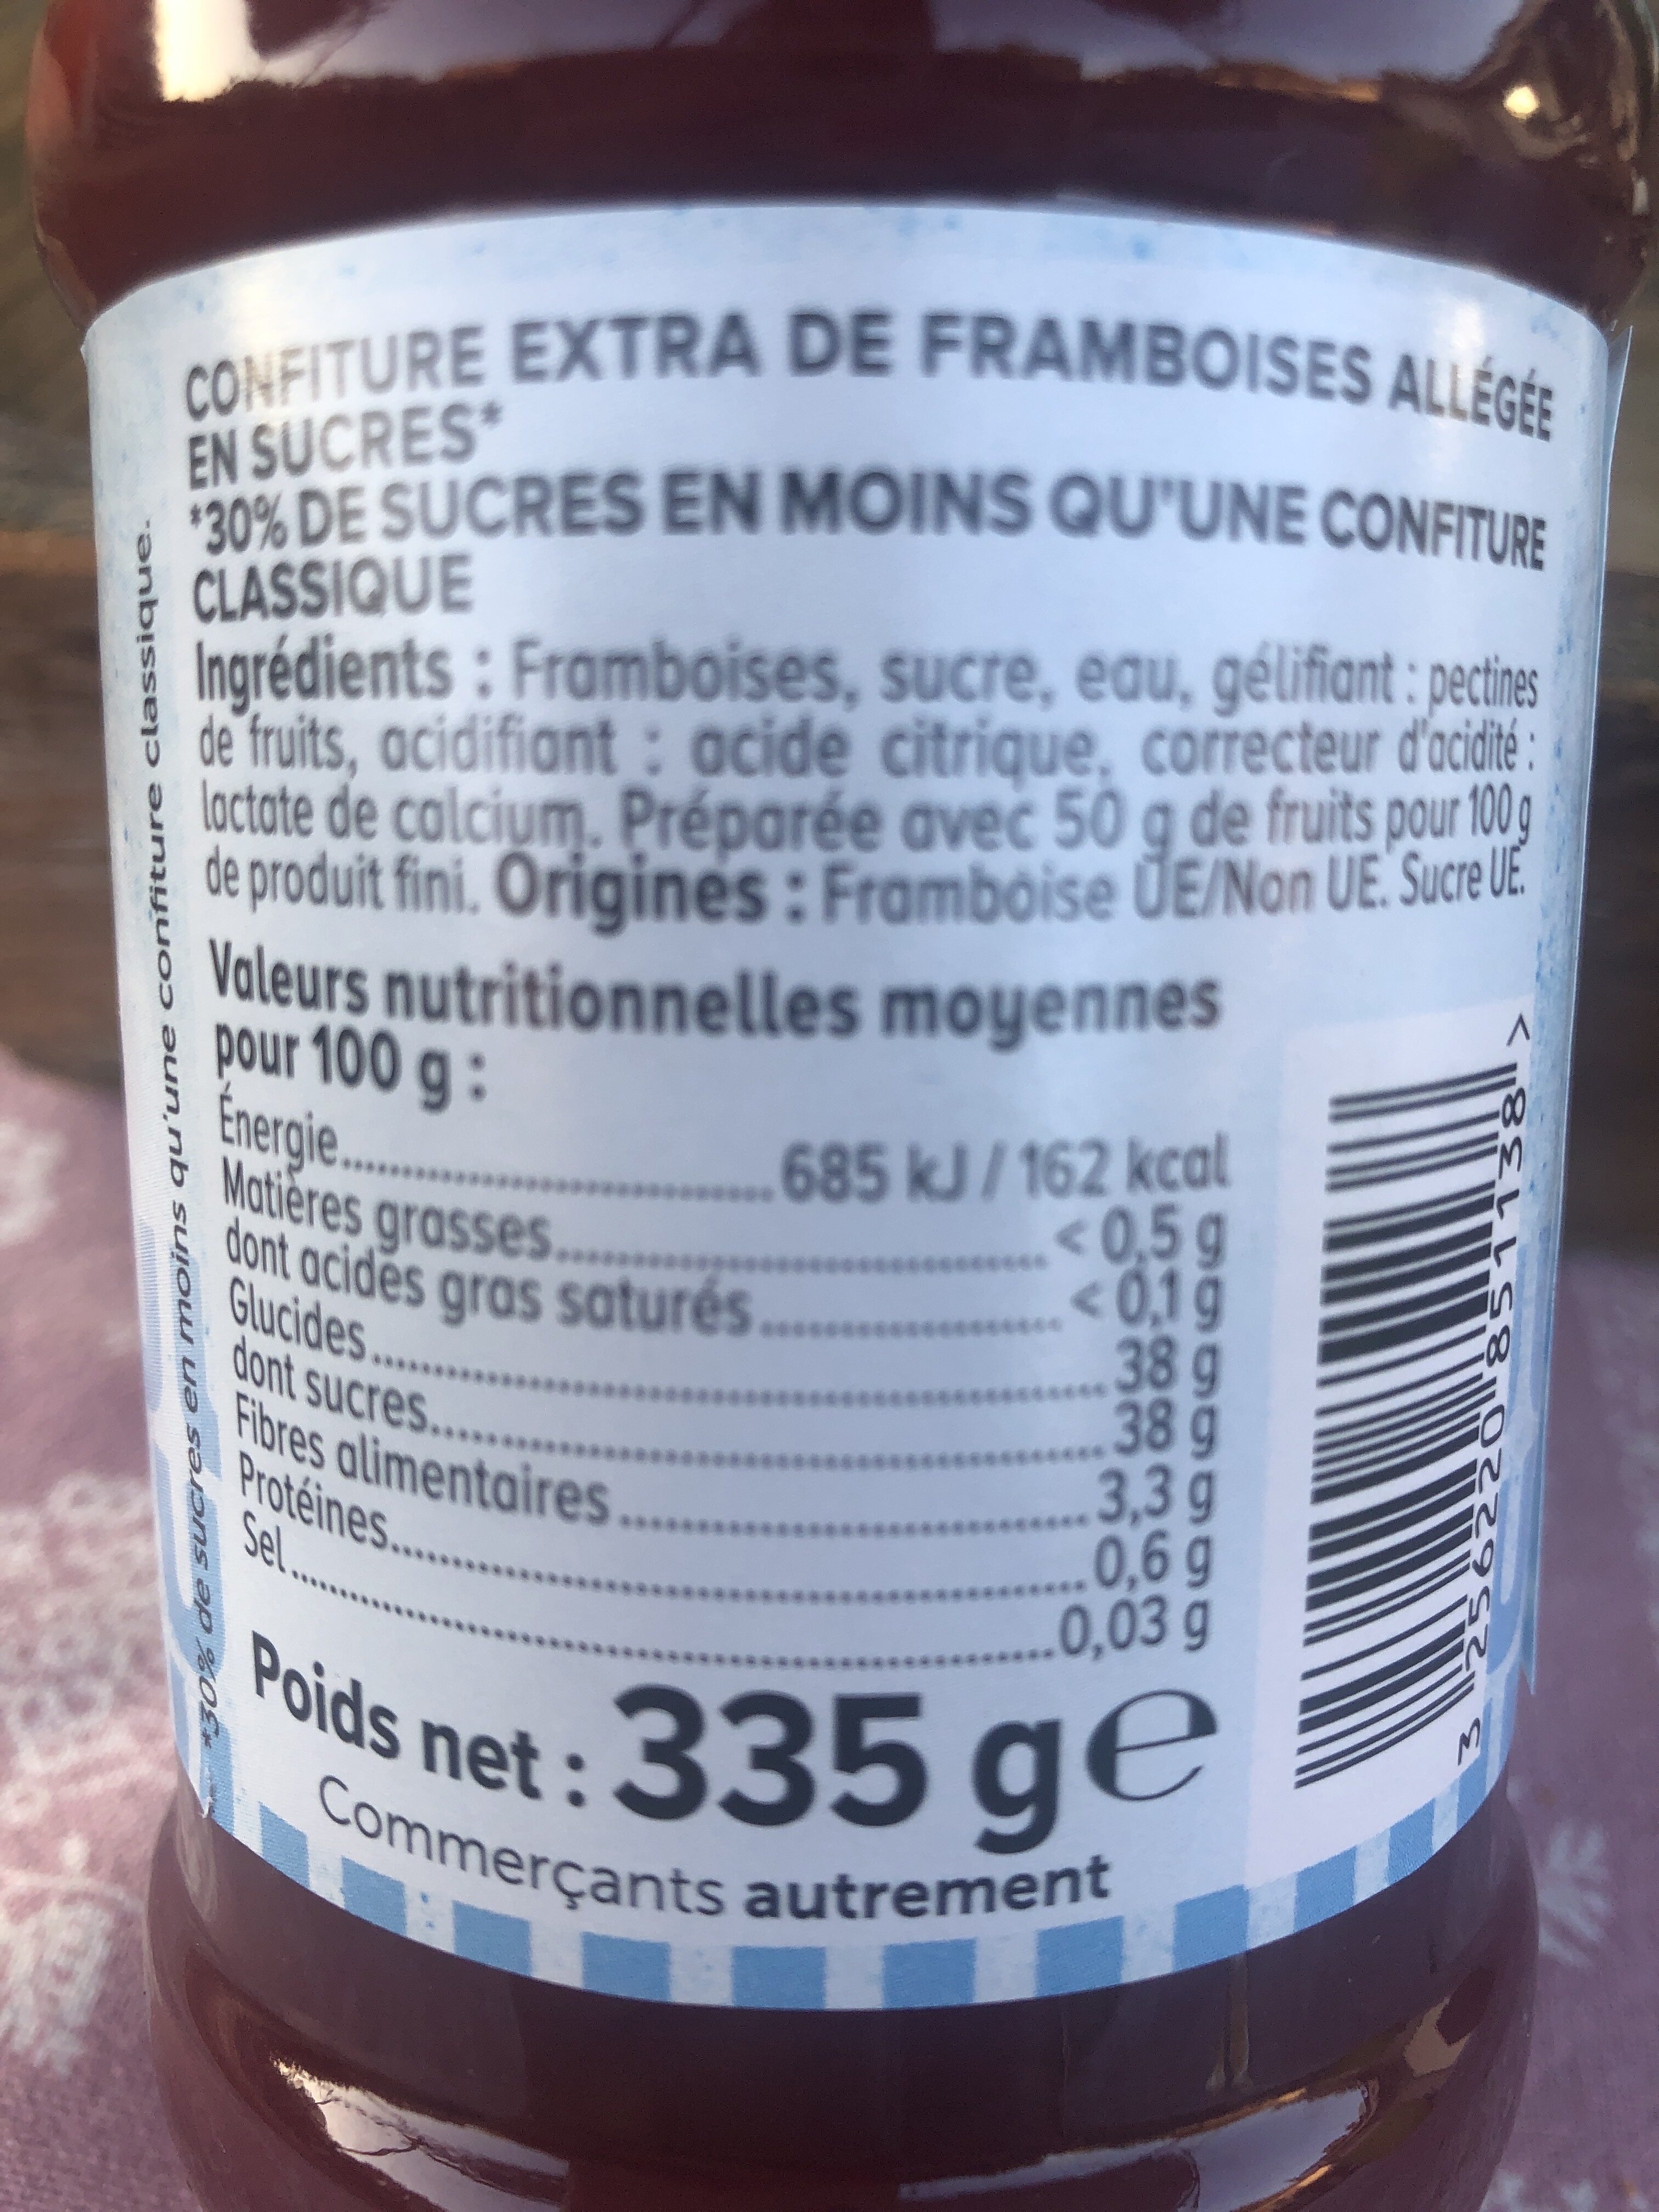 CONFITURE EXTRA DE FRAMBOISES ALLÉGÉE
EN SUCRES*
*30% DE SUCRES EN MOINS QU'UNE CONFITURE
CLASSIQUE
Ingrédients : Framboises, sucre, eau, gélifiant : pectines
de fruits, acidifiant : acide citrique, correcteur d'acidité :
lactate de calcium. Préparée avec 50 g de fruits pour 100 g
de produit fini. Origines : Framboise UE/Non UE. Sucre UE.
Valeurs nutritionnelles moyennes
pour 100 g :
Énergie..........685 kJ / 162 kcal
Matières grasses..........< 0,5 g
dont acides gras saturés..........< 0,1 g
Glucides..........38 g
dont sucres..........38 g
Fibres alimentaires..........3,3 g
Protéines..........0,6 g
Sel..........0,03 g
Poids net : 335 g e
Commerçants autrement
*30% de sucres en moins qu'une confiture classique.
3 256220 851138 >